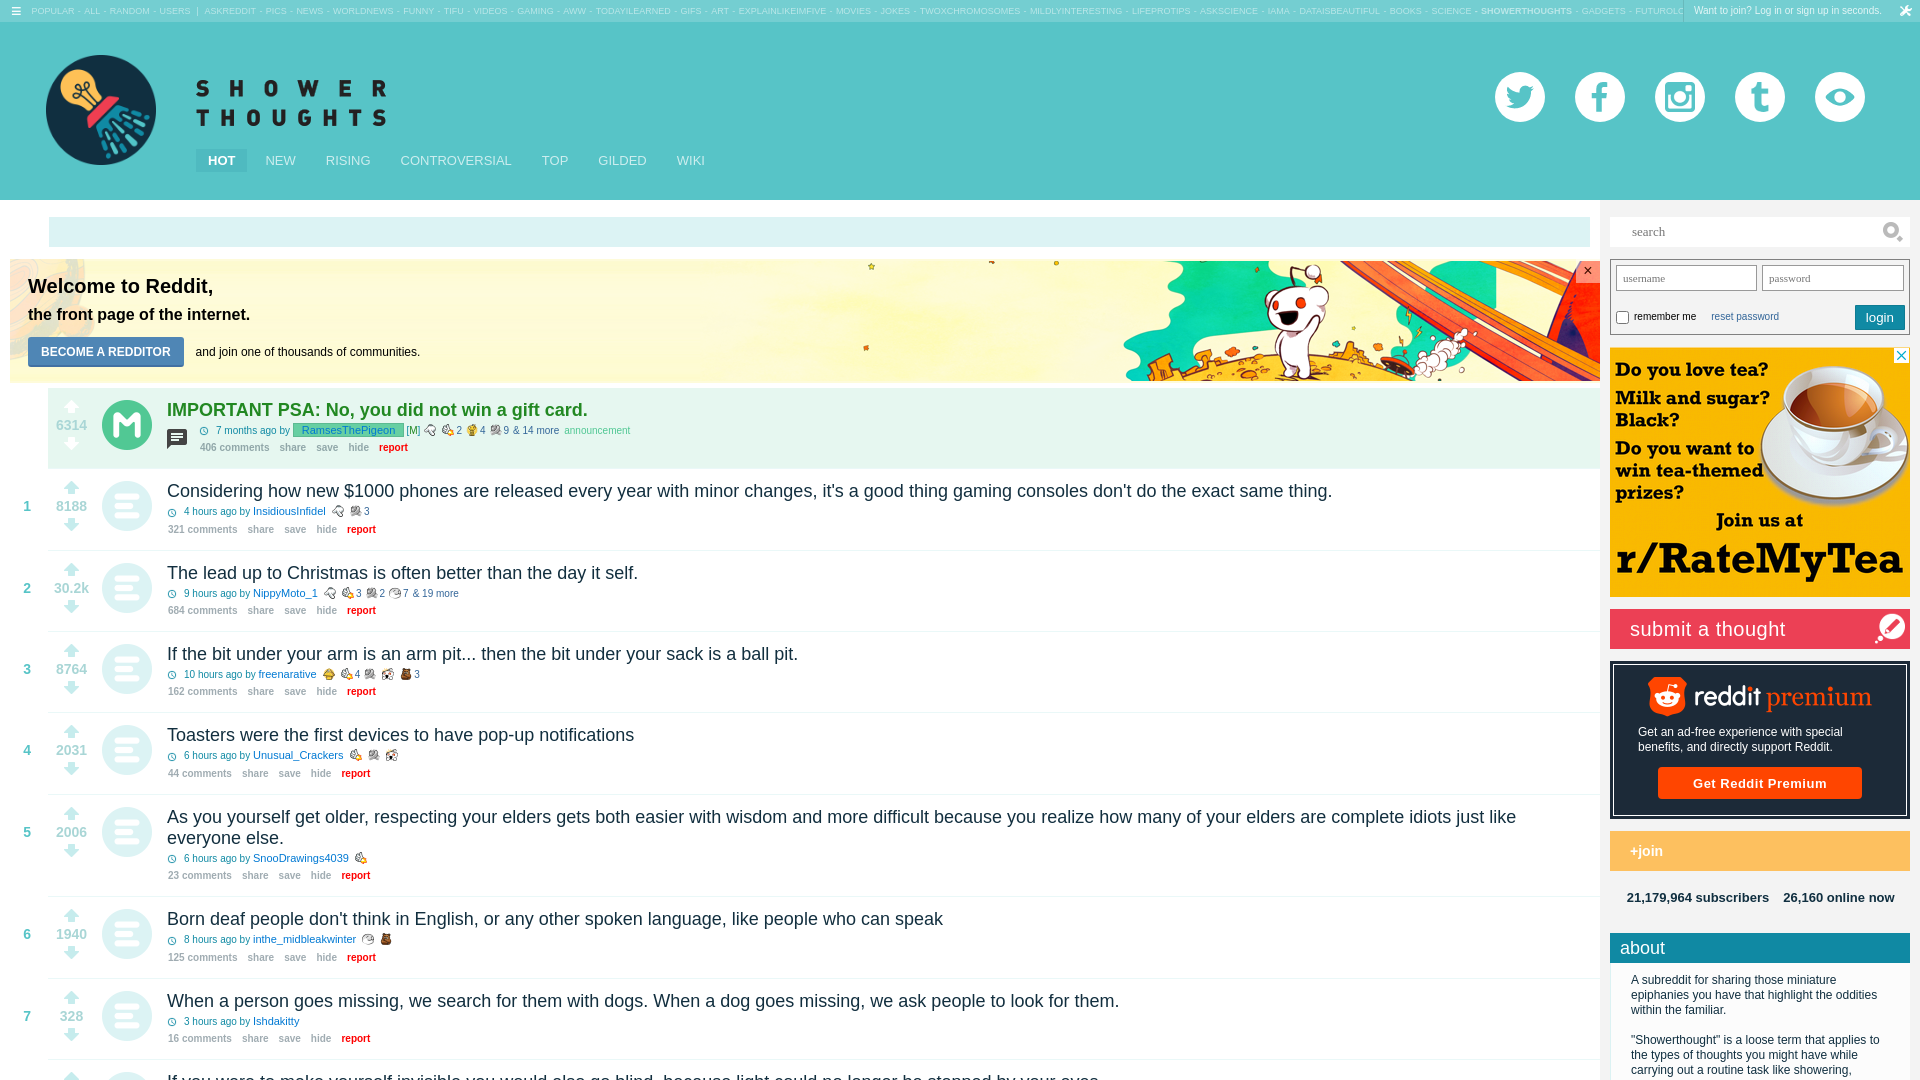 POPULAR - ALL - RANDOM - USERS | ASKREDDIT - PICS - NEWS - WORLDNEWS - FUNNY - TIFU - VIDEOS - GAMING - AWW - TODAYILEARNED - GIFS - ART - EXPLAINLIKEIMFIVE - MOVIES - JOKES - TWOXCHROMOSOMES - MILDLYINTERESTING - LIFEPROTIPS - ASKSCIENCE - IAMA - DATAISBEAUTIFUL - BOOKS - SCIENCE - SHOWERTHOUGHTS - GADGETS - FUTUROLO
Want to join? Log in or sign up in seconds.
SHOWER
THOUGHTS
HOT NEW RISING CONTROVERSIAL TOP GILDED WIKI
search
Welcome to Reddit,
the front page of the internet.
BECOME A REDDITOR and join one of thousands of communities.
×
username password
remember me reset password login
6314
IMPORTANT PSA: No, you did not win a gift card.
7 months ago by RamsesThePigeon [M] 2 4 9 & 14 more announcement
406 comments share save hide report
1 8188
Considering how new $1000 phones are released every year with minor changes, it's a good thing gaming consoles don't do the exact same thing.
4 hours ago by InsidiousInfidel 3
321 comments share save hide report
2 30.2k
The lead up to Christmas is often better than the day it self.
9 hours ago by NippyMoto_1 3 2 7 & 19 more
684 comments share save hide report
3 8764
If the bit under your arm is an arm pit... then the bit under your sack is a ball pit.
10 hours ago by freenarative 4 3
162 comments share save hide report
4 2031
Toasters were the first devices to have pop-up notifications
6 hours ago by Unusual_Crackers
44 comments share save hide report
5 2006
As you yourself get older, respecting your elders gets both easier with wisdom and more difficult because you realize how many of your elders are complete idiots just like
everyone else.
6 hours ago by SnooDrawings4039
23 comments share save hide report
6 1940
Born deaf people don't think in English, or any other spoken language, like people who can speak
8 hours ago by inthe_midbleakwinter
125 comments share save hide report
7 328
When a person goes missing, we search for them with dogs. When a dog goes missing, we ask people to look for them.
3 hours ago by Ishdakitty
16 comments share save hide report
If you were to make yourself invisible you would also go blind, because light could no longer be stopped by your eyes.
Do you love tea?
Milk and sugar?
Black?
Do you want to
win tea-themed
prizes?
Join us at
r/RateMyTea
submit a thought
reddit premium
Get an ad-free experience with special
benefits, and directly support Reddit.
Get Reddit Premium
+join
21,179,964 subscribers 26,160 online now
about
A subreddit for sharing those miniature
epiphanies you have that highlight the oddities
within the familiar.
"Showerthought" is a loose term that applies to
the types of thoughts you might have while
carrying out a routine task like showering,